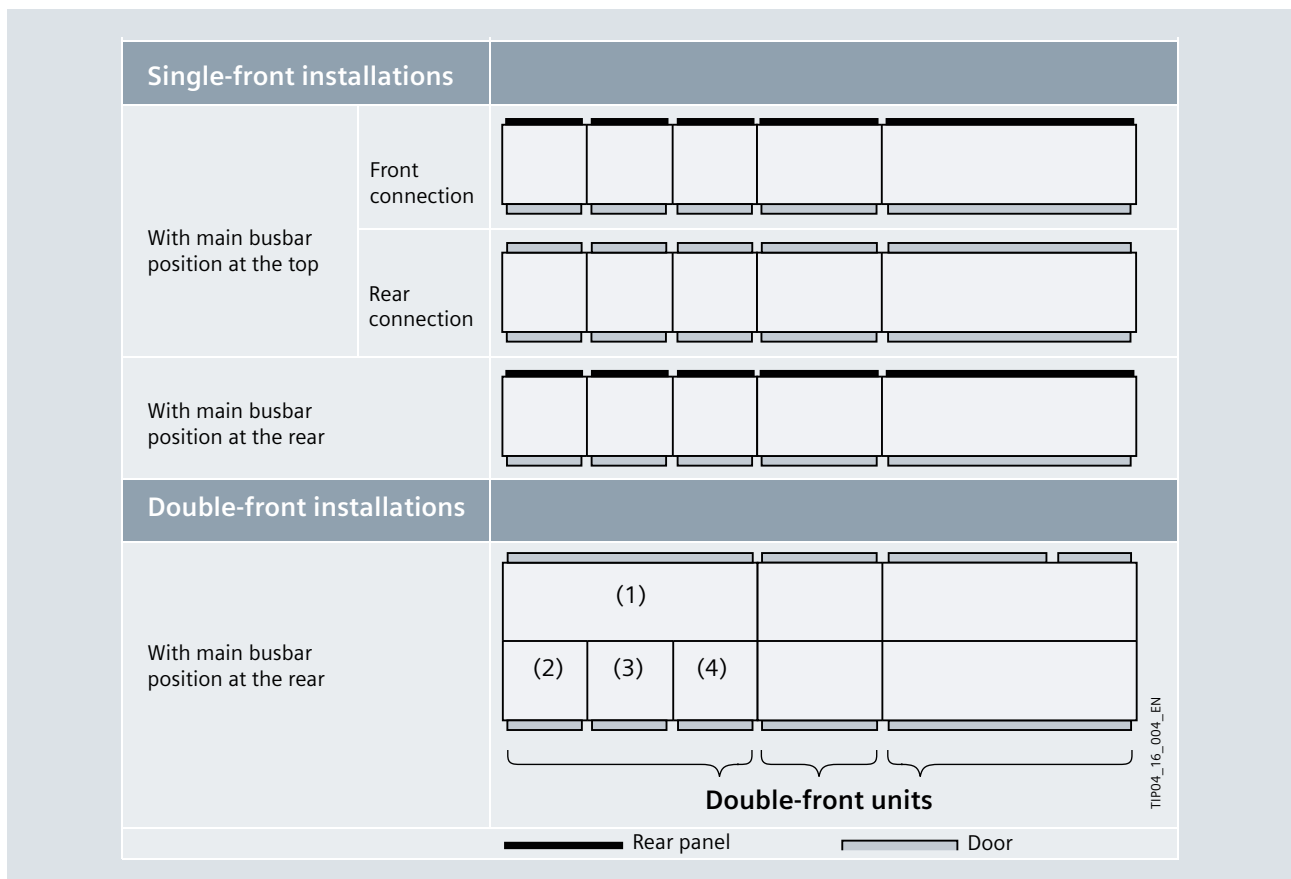 Single-front installations
With main busbar
position at the top
Front
connection
Rear
connection
With main busbar
position at the rear
Double-front installations
With main busbar
position at the rear
(1)
(2) (3) (4)
Double-front units
TIP04_16_004_EN
Rear panel Door